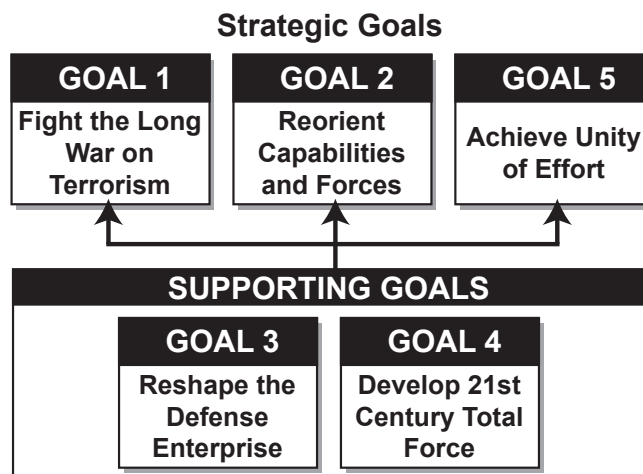 Strategic Goals
GOAL 1
Fight the Long
War on
Terrorism
GOAL 2
Reorient
Capabilities
and Forces
GOAL 5
Achieve Unity
of Effort
SUPPORTING GOALS
GOAL 3
Reshape the
Defense
Enterprise
GOAL 4
Develop 21st
Century Total
Force